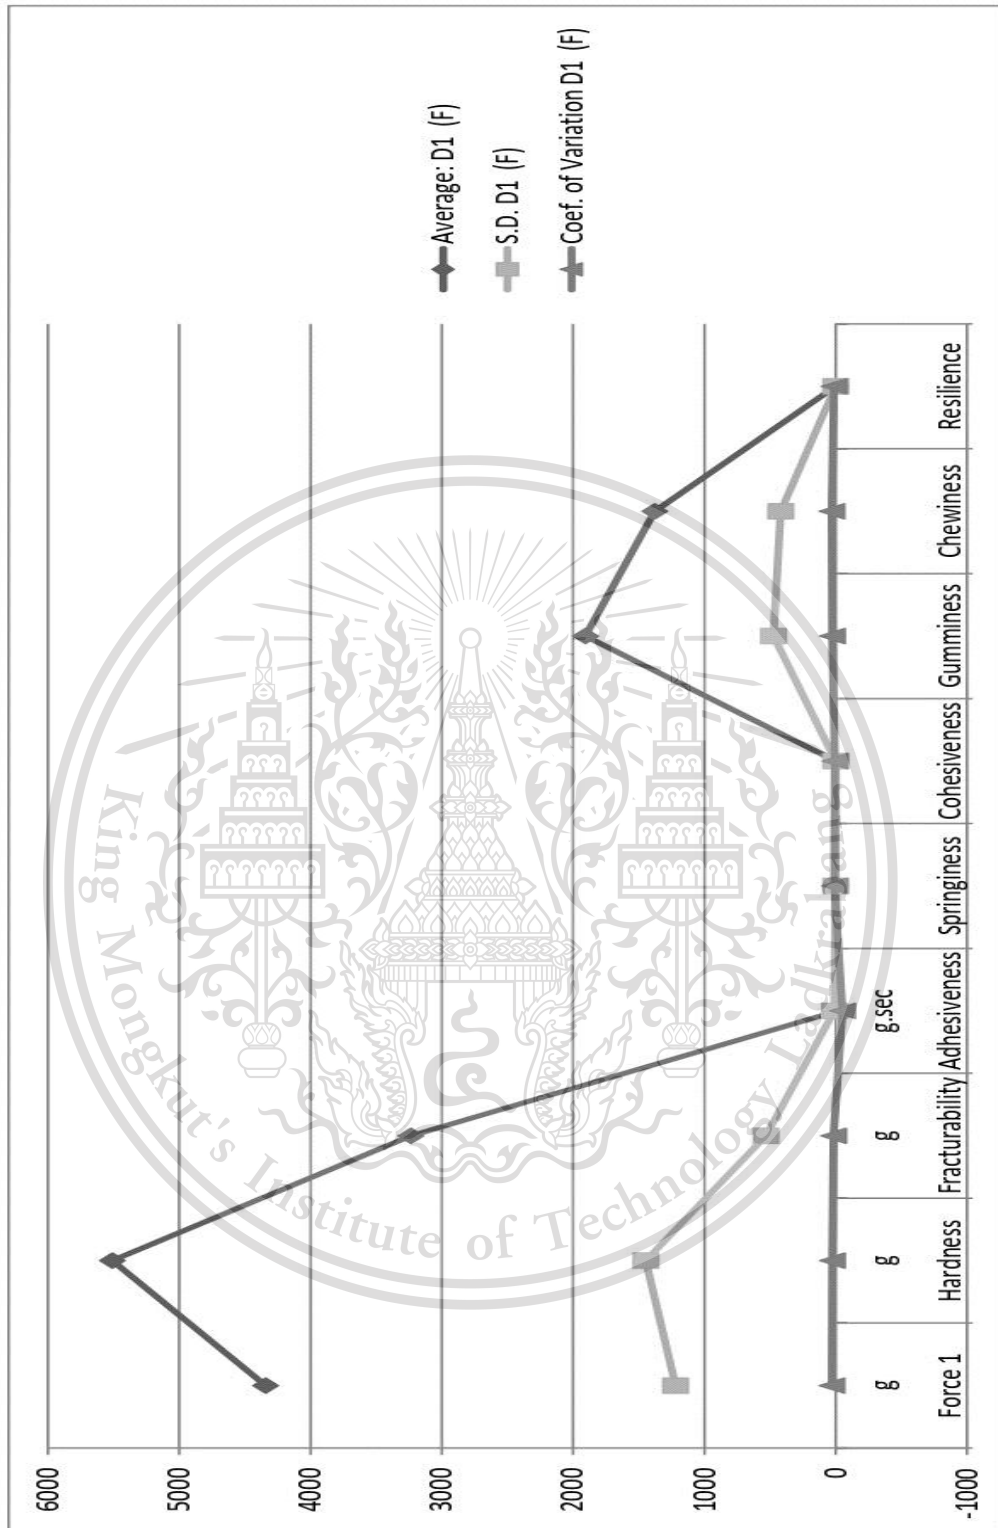 6000
5000
4000
3000
2000
1000
0
-1000
g
g
g
g.sec
Force 1
Hardness
Fracturability
Adhesiveness
Springiness
Cohesiveness
Gumminess
Chewiness
Resilience
Average: D1 (F)
S.D. D1 (F)
Coef. of Variation D1 (F)
King Mongkut's Institute of Technology Ladkrabang